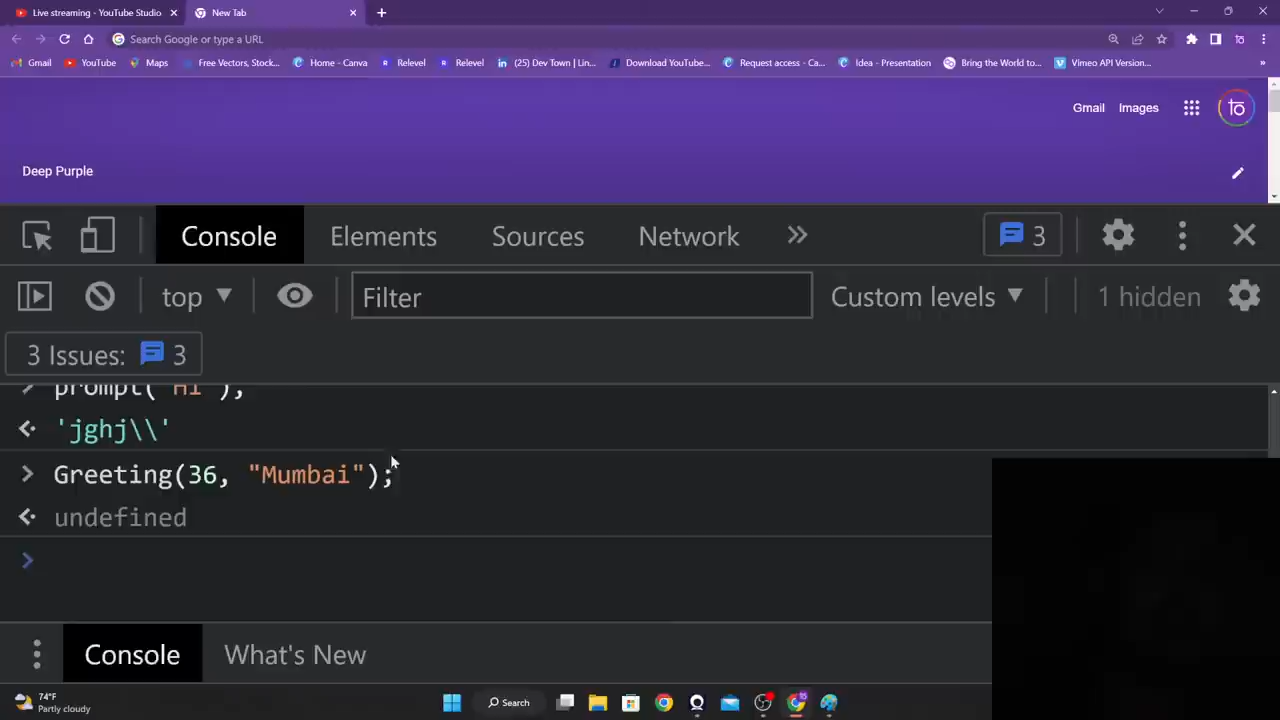 Live streaming - YouTube Studio
New Tab
Search Google or type a URL
Gmail YouTube Maps Free Vectors, Stock... Home - Canva Relevel Relevel (25) Dev Town | Lin... Download YouTube... Request access - Ca... Idea - Presentation Bring the World to... Vimeo API Version...
Gmail Images
Deep Purple
Console Elements Sources Network 3
top Filter Custom levels 1 hidden
3 Issues: 3
prompt("Hi");
'jghj\\'
Greeting(36, "Mumbai");
undefined
Console What's New
74°F
Partly cloudy
Search